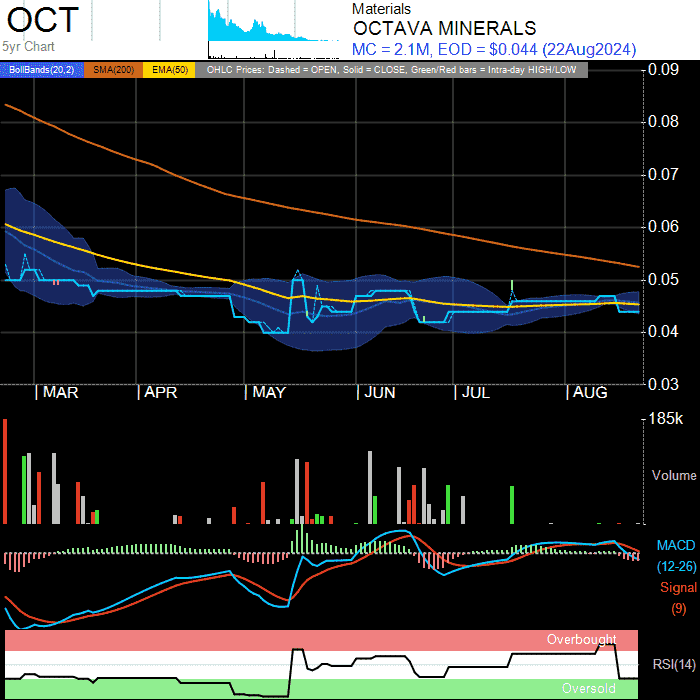 OCT
5yr Chart
Materials
OCTAVA MINERALS
MC = 2.1M, EOD = $0.044 (22Aug2024)
BollBands(20,2) SMA(200) EMA(50) OHLC Prices: Dashed = OPEN, Solid = CLOSE, Green/Red bars = Intra-day HIGH/LOW
0.09
0.08
0.07
0.06
0.05
0.04
0.03
MAR APR MAY JUN JUL AUG
185k
Volume
MACD
(12-26)
Signal
(9)
Overbought
RSI(14)
Oversold